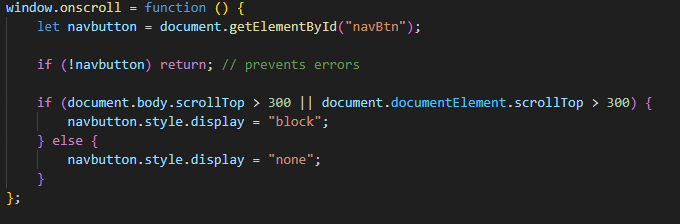 window.onscroll = function () {
    let navbutton = document.getElementById("navBtn");

    if (!navbutton) return; // prevents errors

    if (document.body.scrollTop > 300 || document.documentElement.scrollTop > 300) {
        navbutton.style.display = "block";
    } else {
        navbutton.style.display = "none";
    }
};